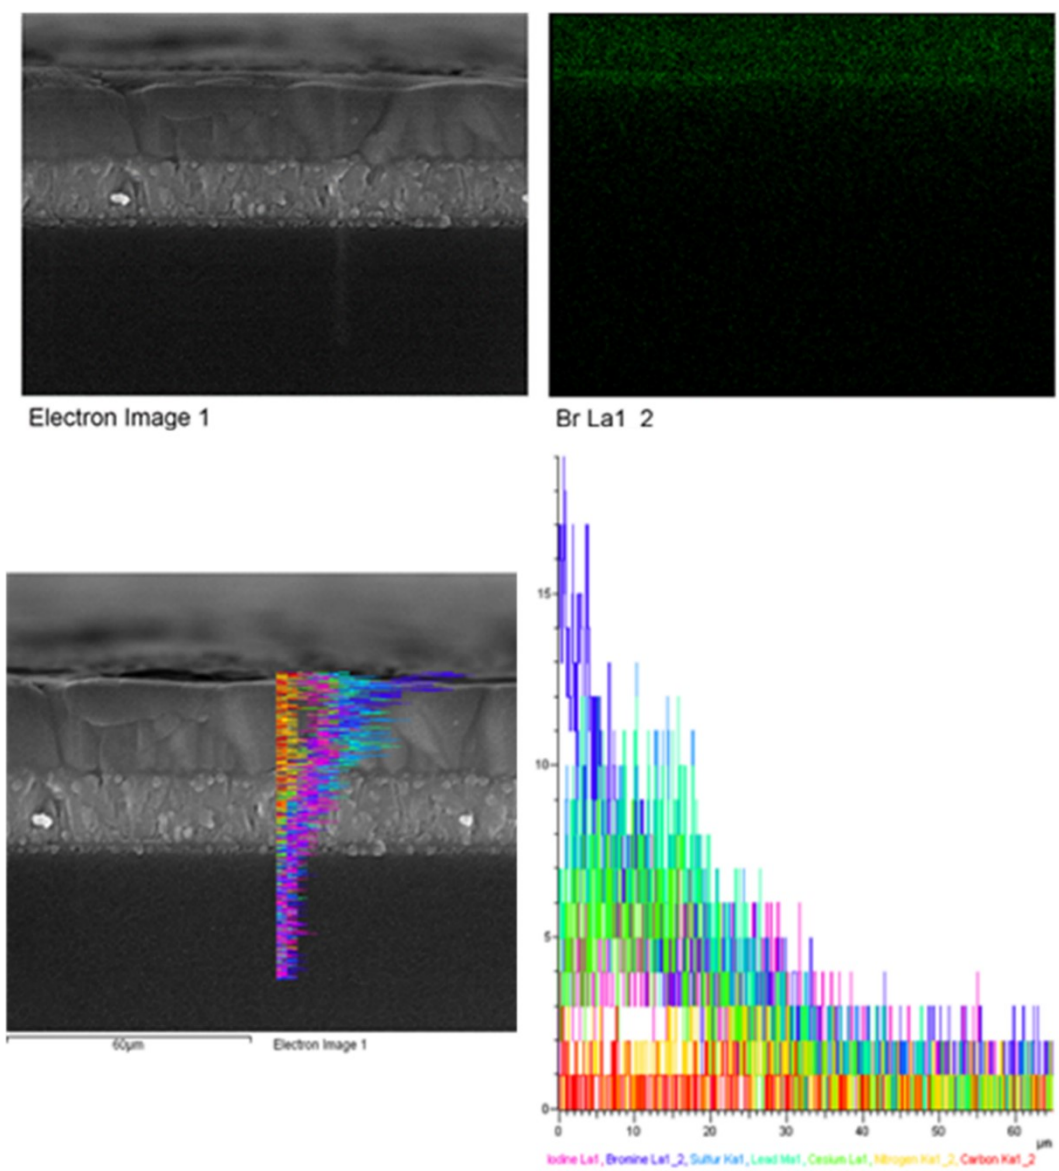 Electron Image 1
Br La1 2
15
10
5
0
0 10 20 30 40 50 60
µm
Iodine La1, Bromine La1_2, Sulfur Ka1, Lead Ma1, Cesium La1, Nitrogen Ka1_2, Carbon Ka1_2
60µm
Electron Image 1